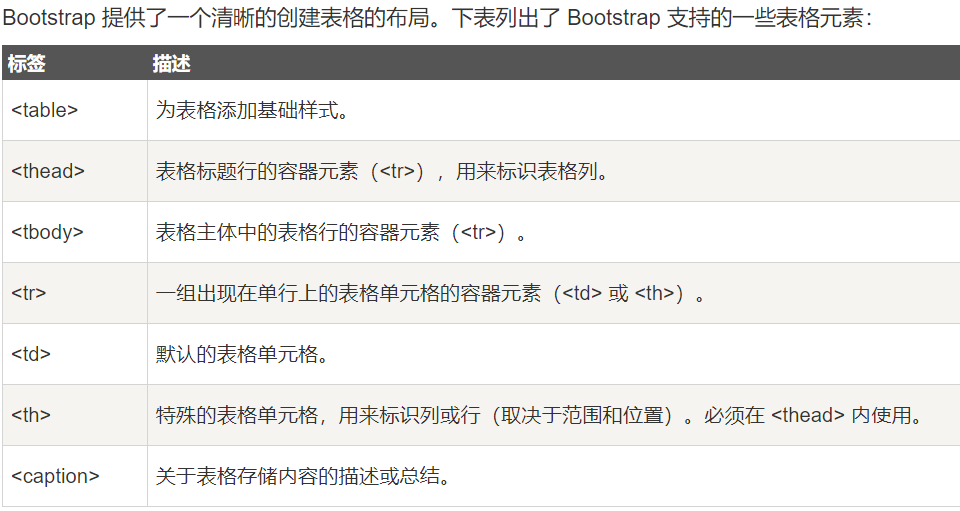 Bootstrap 提供了一个清晰的创建表格的布局。下表列出了 Bootstrap 支持的一些表格元素：
标签 描述
<table> 为表格添加基础样式。
<thead> 表格标题行的容器元素（<tr>），用来标识表格列。
<tbody> 表格主体中的表格行的容器元素（<tr>）。
<tr> 一组出现在单行上的表格单元格的容器元素（<td> 或 <th>）。
<td> 默认的表格单元格。
<th> 特殊的表格单元格，用来标识列或行（取决于范围和位置）。必须在 <thead> 内使用。
<caption> 关于表格存储内容的描述或总结。